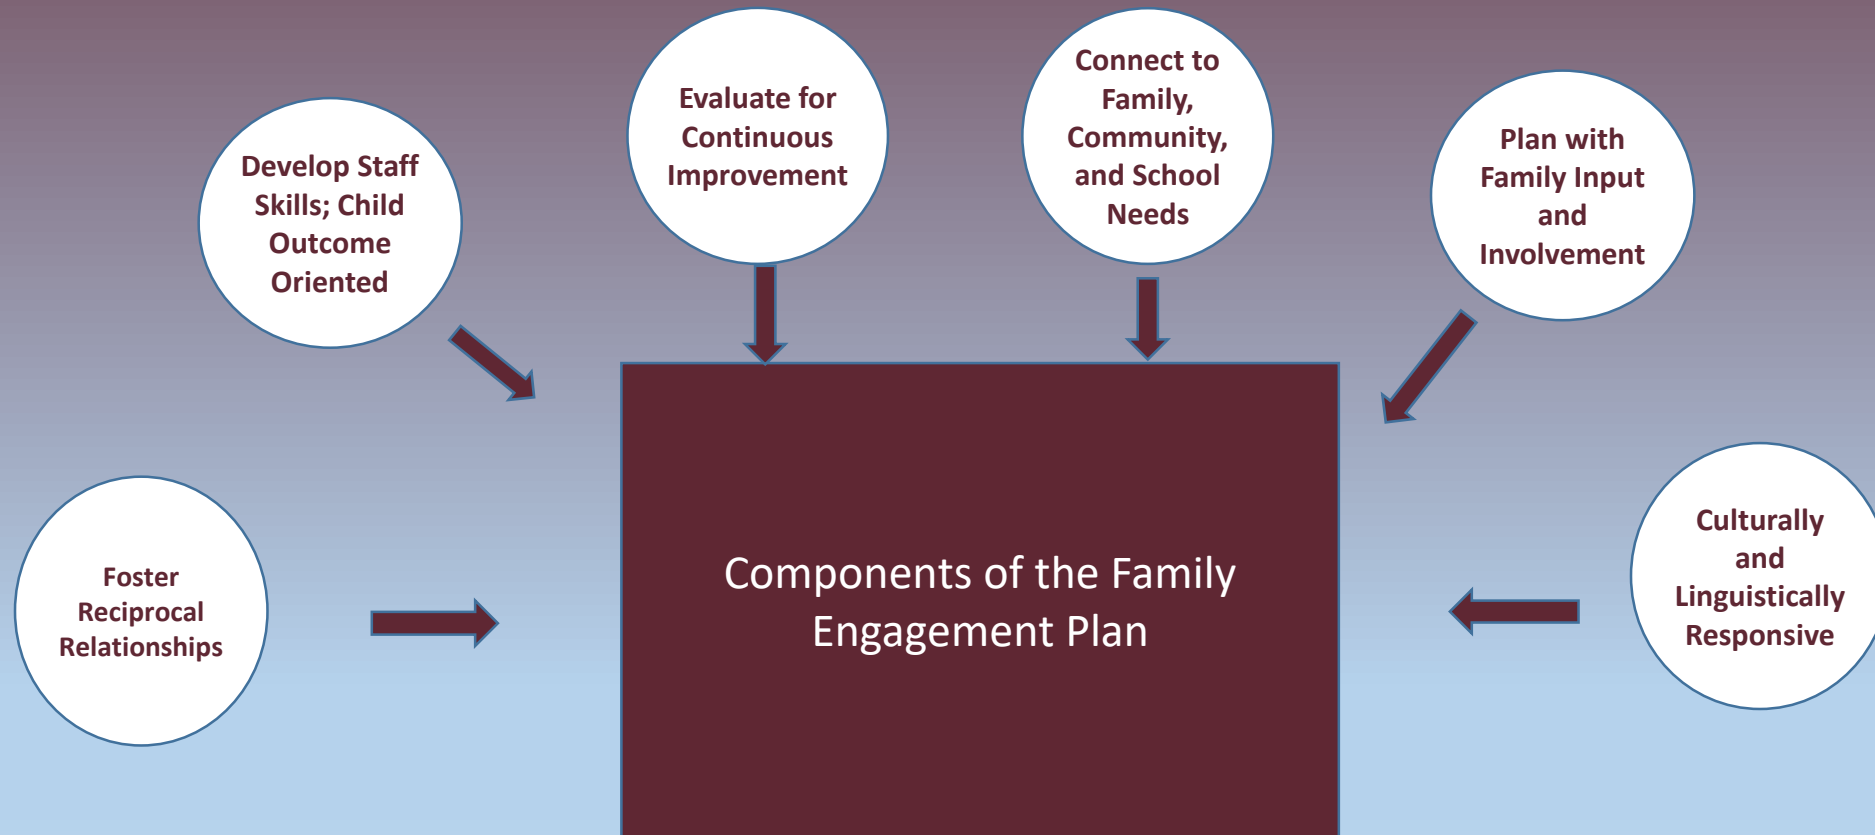 Foster
Reciprocal
Relationships
Develop Staff
Skills; Child
Outcome
Oriented
Evaluate for
Continuous
Improvement
Connect to
Family,
Community,
and School
Needs
Plan with
Family Input
and
Involvement
Culturally
and
Linguistically
Responsive
Components of the Family
Engagement Plan